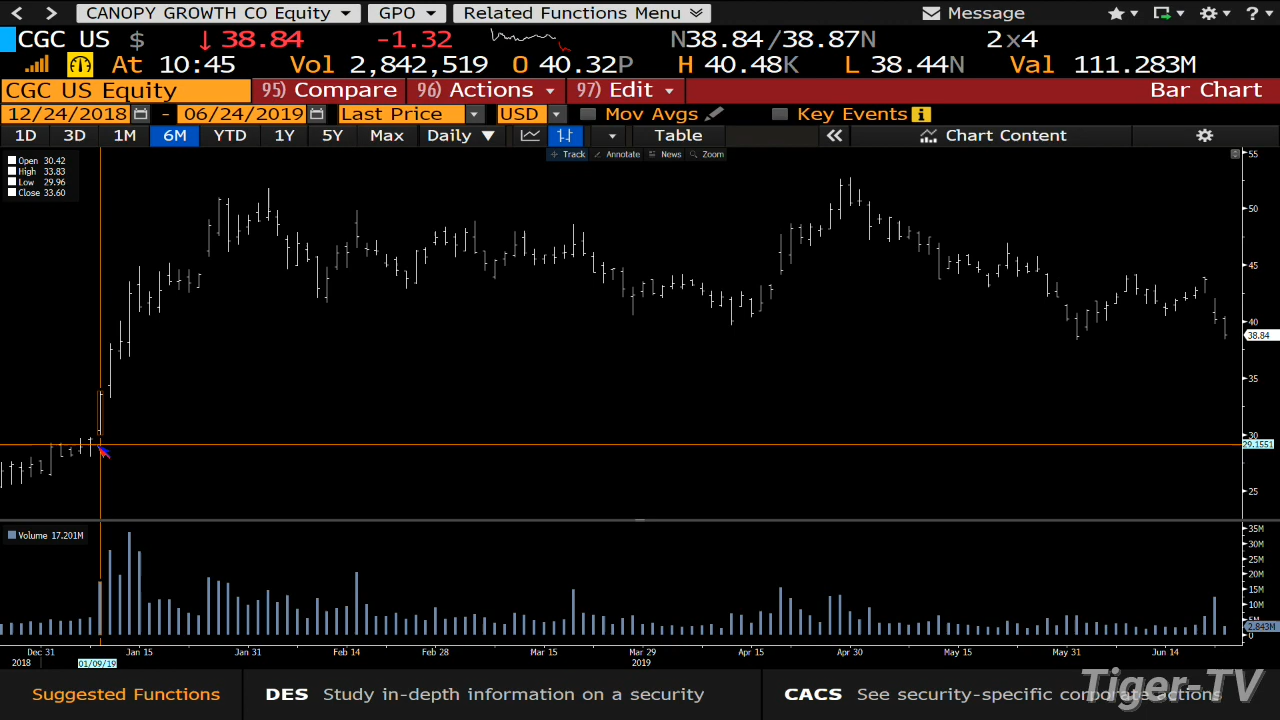 CANOPY GROWTH CO Equity GPO Related Functions Menu Message ?
CGC US $ ↓ 38.84 -1.32 N38.84/38.87N 2x4
At 10:45 Vol 2,842,519 O 40.32P H 40.48K L 38.44N Val 111.283M
CGC US Equity 95) Compare 96) Actions 97) Edit Bar Chart
12/24/2018 - 06/24/2019 Last Price USD Mov Avgs Key Events i
1D 3D 1M 6M YTD 1Y 5Y Max Daily Table Chart Content
Track Annotate News Zoom
Open 30.42
High 33.83
Low 29.96
Close 33.60
55
50
45
40
38.84
35
30
29.1551
25
Volume 17.201M
35M
30M
25M
20M
15M
10M
5M
2.843M
0
Dec 31 Jan 15 Jan 31 Feb 14 Feb 28 Mar 15 Mar 29 Apr 15 Apr 30 May 15 May 31 Jun 14
2018 01/09/19 2019
Suggested Functions DES Study in-depth information on a security CACS See security-specific corporate actions
Tiger-TV